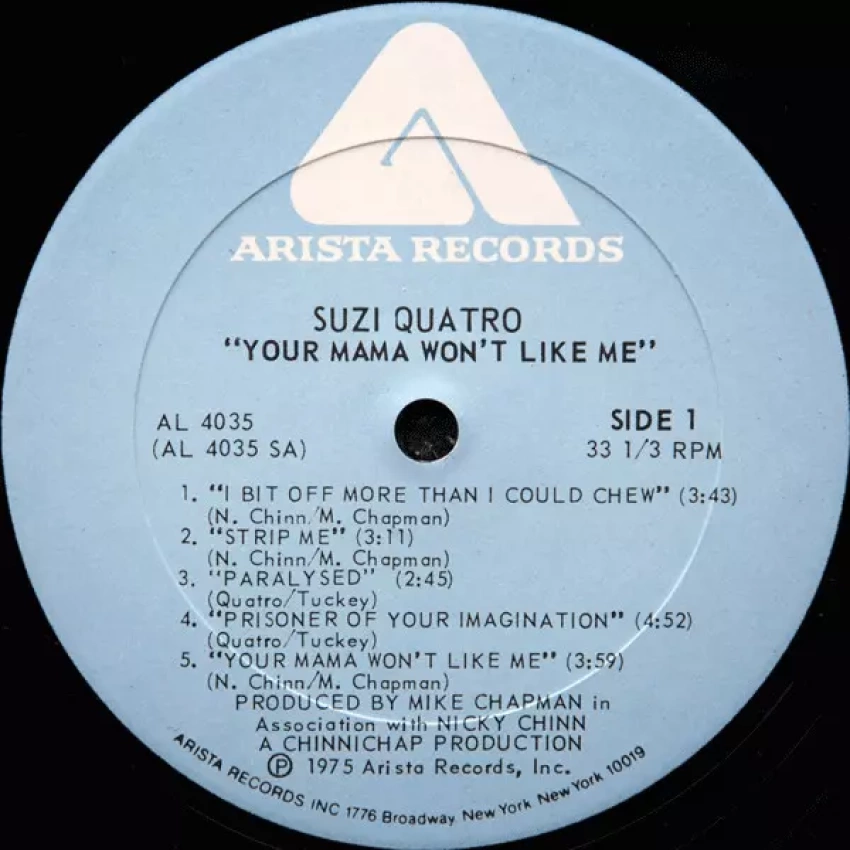 ARISTA RECORDS
SUZI QUATRO
"YOUR MAMA WON'T LIKE ME"
AL 4035
(AL 4035 SA)
SIDE 1
33 1/3 RPM
1. "I BIT OFF MORE THAN I COULD CHEW" (3:43)
(N. Chinn/M. Chapman)
2. "STRIP ME" (3:11)
(N. Chinn/M. Chapman)
3. "PARALYSED" (2:45)
(Quatro/Tuckey)
4. "PRISONER OF YOUR IMAGINATION" (4:52)
(Quatro/Tuckey)
5. "YOUR MAMA WON'T LIKE ME" (3:59)
(N. Chinn/M. Chapman)
PRODUCED BY MIKE CHAPMAN in
Association with NICKY CHINN
A CHINNICHAP PRODUCTION
Ⓟ 1975 Arista Records, Inc.
ARISTA RECORDS INC 1776 Broadway, New York New York 10019